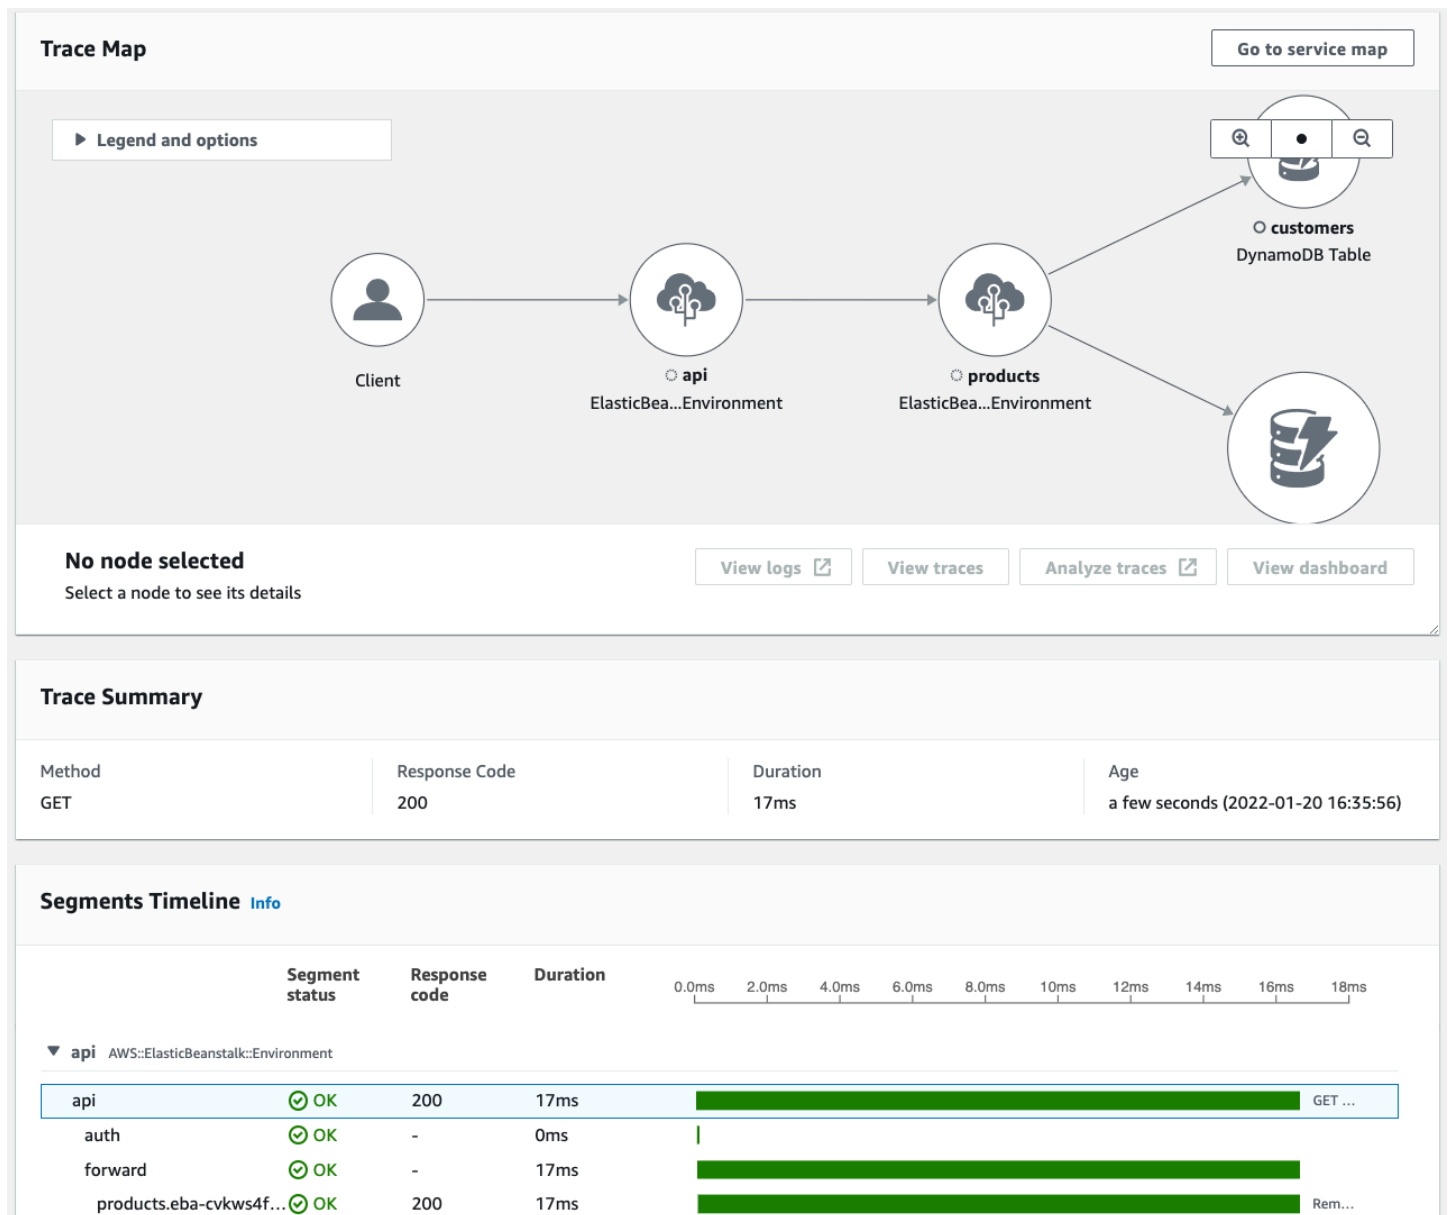 Trace Map
Go to service map
Legend and options
customers
DynamoDB Table
Client
api
ElasticBea...Environment
products
ElasticBea...Environment
No node selected
Select a node to see its details
View logs
View traces
Analyze traces
View dashboard
Trace Summary
Method
GET
Response Code
200
Duration
17ms
Age
a few seconds (2022-01-20 16:35:56)
Segments Timeline Info
Segment status
Response code
Duration
0.0ms 2.0ms 4.0ms 6.0ms 8.0ms 10ms 12ms 14ms 16ms 18ms
api AWS::ElasticBeanstalk::Environment
api OK 200 17ms GET ...
auth OK - 0ms
forward OK - 17ms
products.eba-cvkws4f... OK 200 17ms Rem...